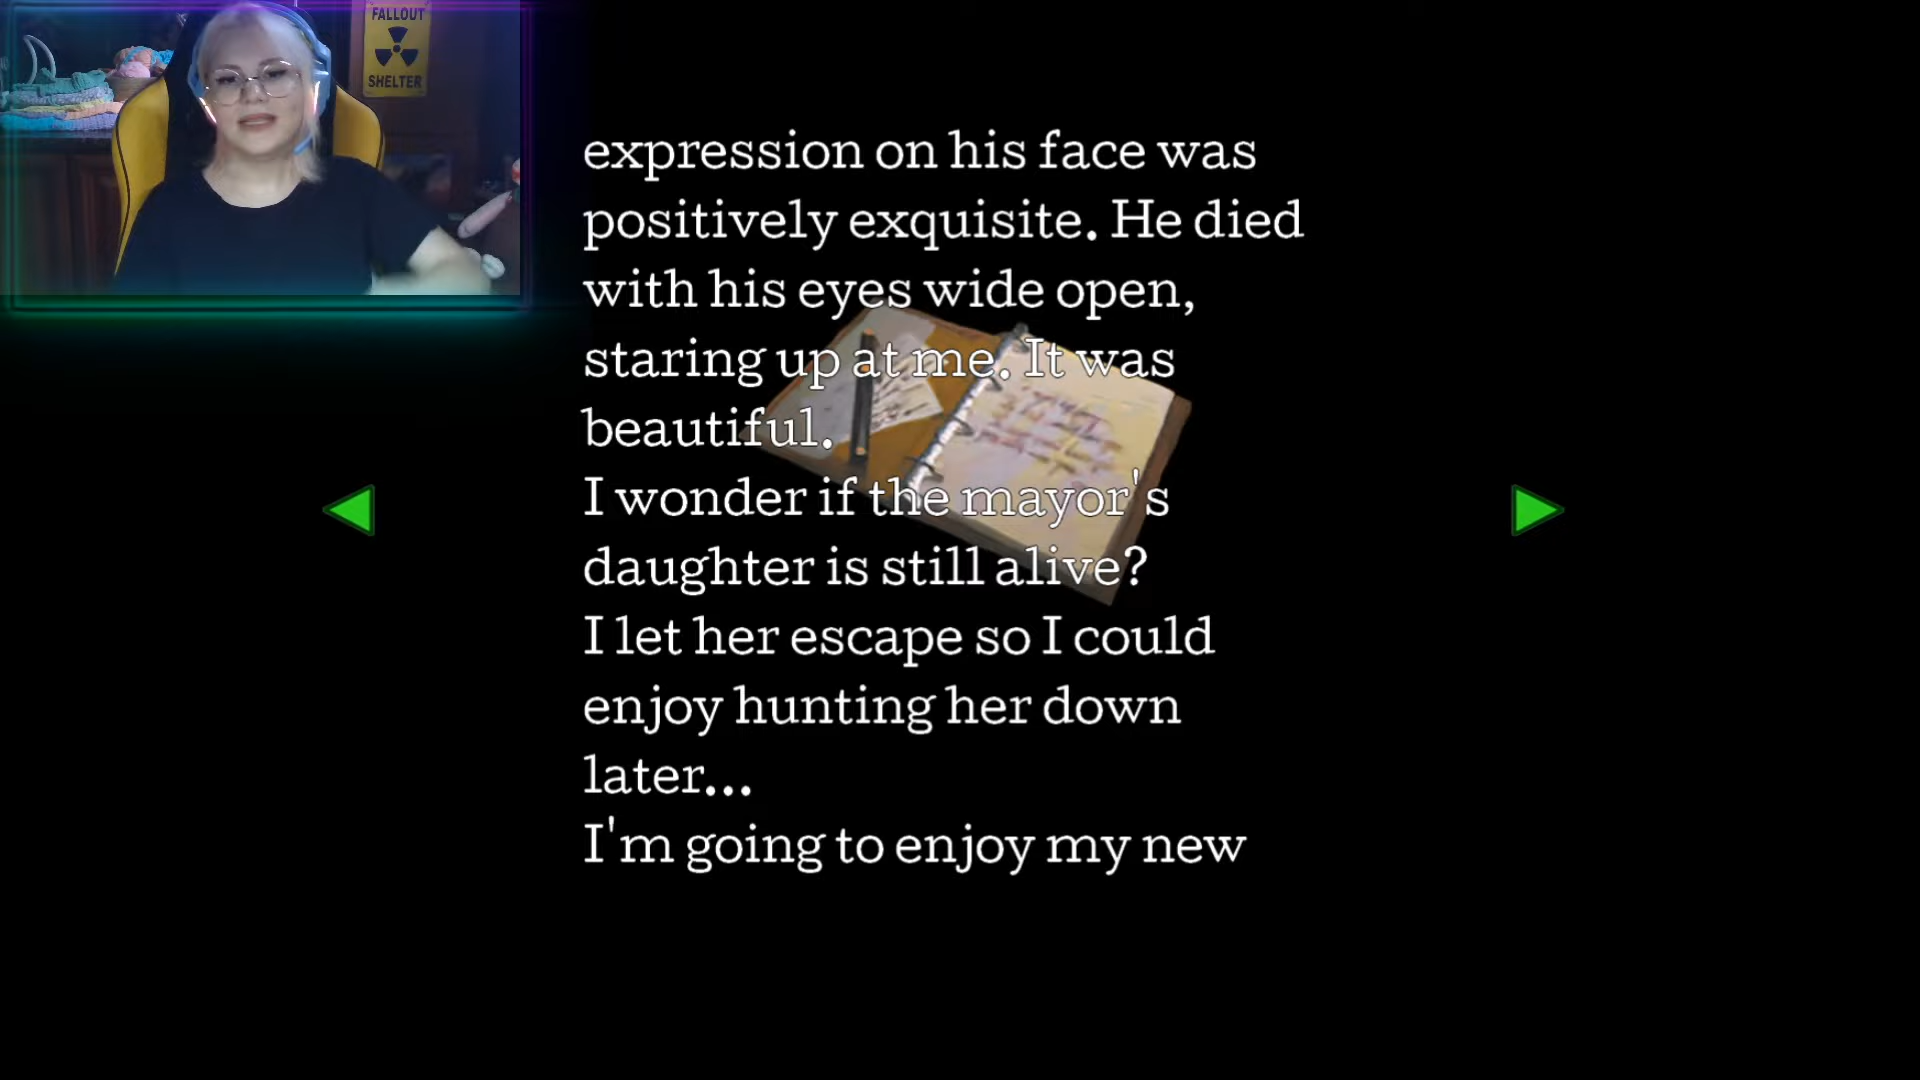 FALLOUT
SHELTER
expression on his face was
positively exquisite. He died
with his eyes wide open,
staring up at me. It was
beautiful.
I wonder if the mayor's
daughter is still alive?
I let her escape so I could
enjoy hunting her down
later...
I'm going to enjoy my new